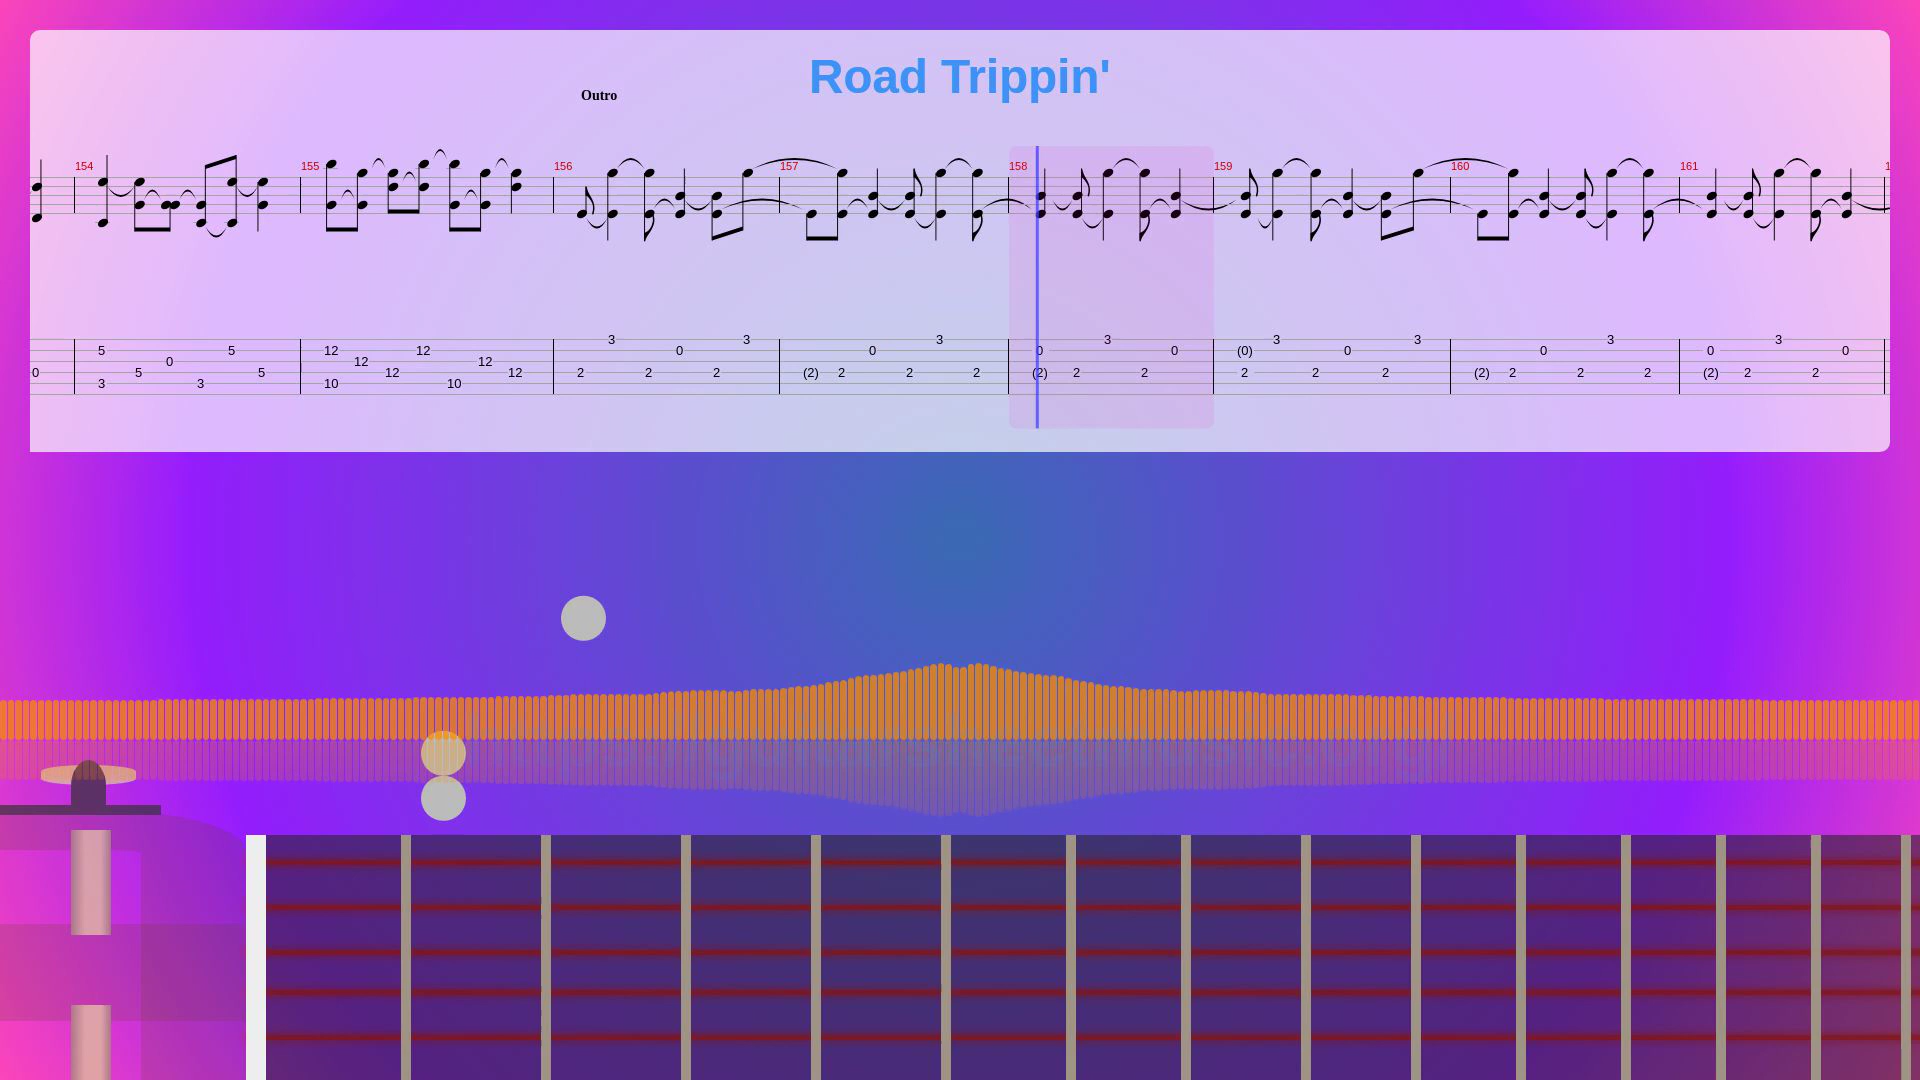 Road Trippin'
Outro
154 155 156 157 158 159 160 161
3 3 3 3 3 3 3 3
5 5 12 12 0 0 0 0 (0) 0 0 0 0
0 12 12
0 5 5 12 12 2 2 2 (2) 2 2 2 (2) 2 2 2 2 2 (2) 2 2 2 (2) 2 2
3 3 10 10